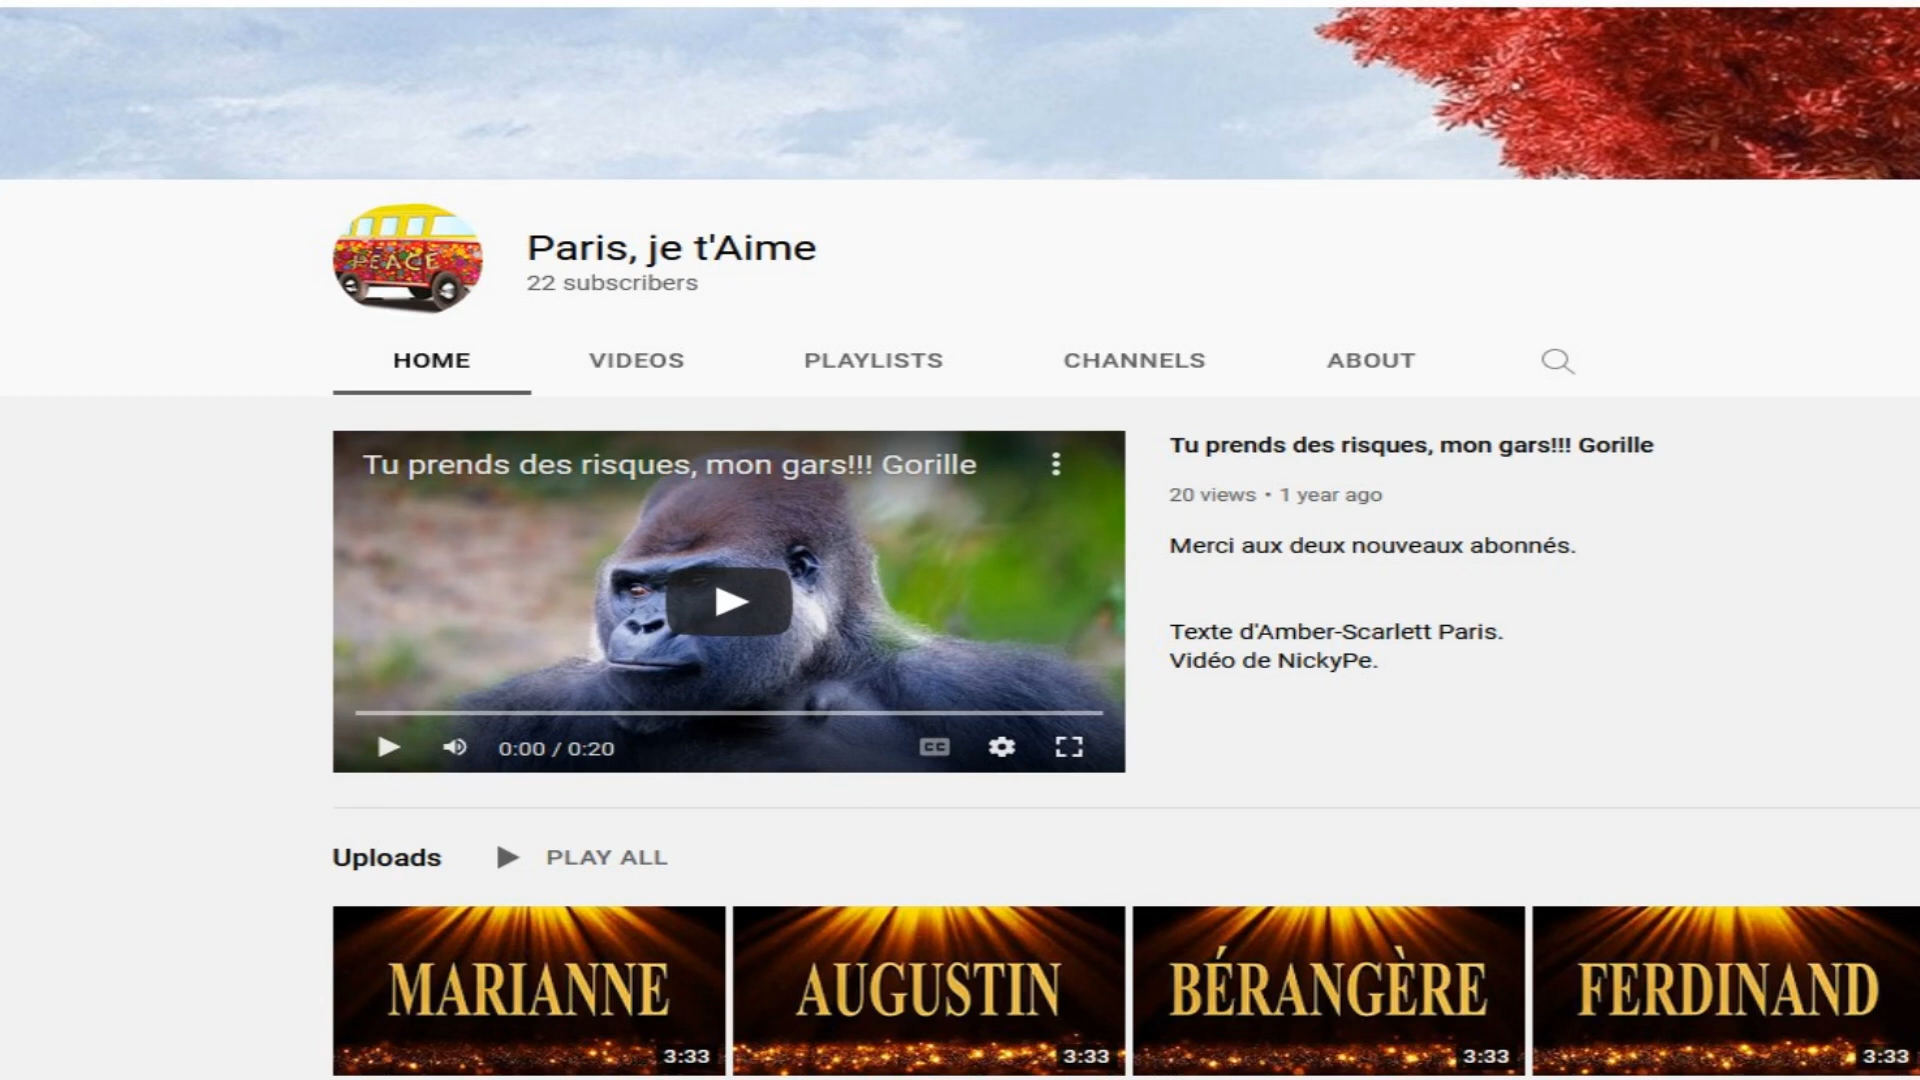 PEACE
Paris, je t'Aime
22 subscribers
HOME VIDEOS PLAYLISTS CHANNELS ABOUT
Tu prends des risques, mon gars!!! Gorille
0:00 / 0:20
CC
Tu prends des risques, mon gars!!! Gorille
20 views • 1 year ago
Merci aux deux nouveaux abonnés.
Texte d'Amber-Scarlett Paris.
Vidéo de NickyPe.
Uploads PLAY ALL
MARIANNE
3:33
AUGUSTIN
3:33
BÉRANGÈRE
3:33
FERDINAND
3:33